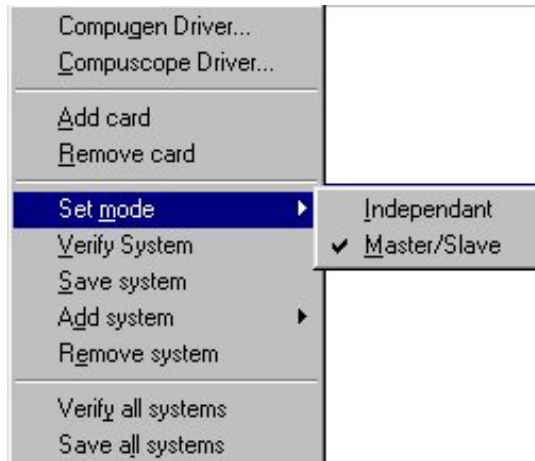 Compugen Driver...
Compuscope Driver...
Add card
Remove card
Set mode
Independant
Verify System
Master/Slave
Save system
Add system
Remove system
Verify all systems
Save all systems